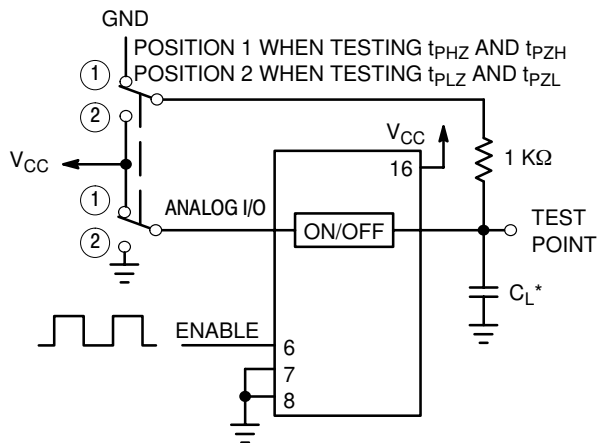 GND
POSITION 1 WHEN TESTING tPHZ AND tPZH
POSITION 2 WHEN TESTING tPLZ AND tPZL
1
2
VCC
1
2
ANALOG I/O
ON/OFF
VCC
16
1 KΩ
TEST
POINT
CL*
ENABLE
6
7
8